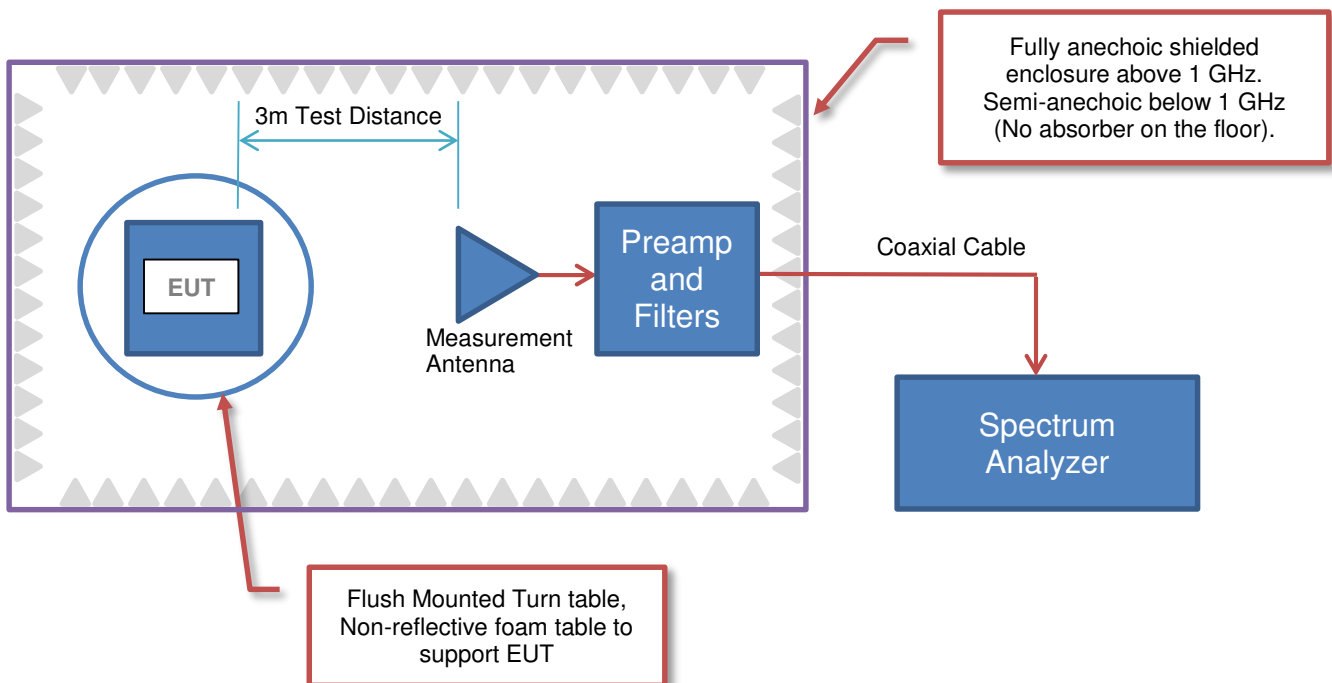 Fully anechoic shielded
enclosure above 1 GHz.
Semi-anechoic below 1 GHz
(No absorber on the floor).
3m Test Distance
EUT
Measurement
Antenna
Preamp
and
Filters
Coaxial Cable
Spectrum
Analyzer
Flush Mounted Turn table,
Non-reflective foam table to
support EUT